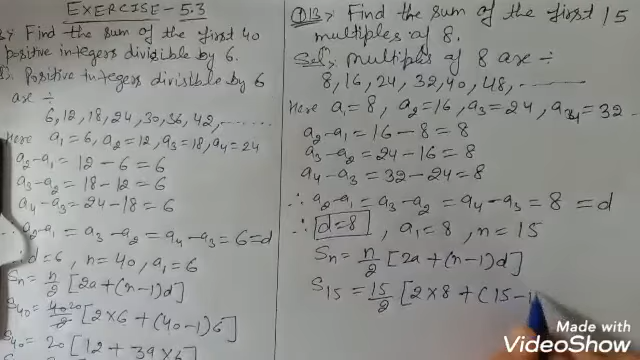 EXERCISE-5.3
Find the sum of the first 40
positive integers divisible by 6.
Positive integers divisible by 6
are ÷
6, 12, 18, 24, 30, 36, 42, ........
Here a₁=6, a₂=12, a₃=18, a₄=24
a₂-a₁ = 12-6=6
a₃-a₂ = 18-12=6
a₄-a₃ = 24-18=6
∴ a₂-a₁ = a₃-a₂ = a₄-a₃ = 6=d
∴ d=6, n=40, a₁=6
Sn = n/2 [2a+(n-1)d]
S₄₀ = 40/2 20 [2×6+(40-1)6]
S₄₀ = 20 [12+39×6]
Q13> Find the sum of the first 15
multiples of 8.
Sol> multiples of 8 are ÷
8, 16, 24, 32, 40, 48, ........
Here a₁=8, a₂=16, a₃=24, a₄=32
a₂-a₁ = 16-8=8
a₃-a₂ = 24-16=8
a₄-a₃ = 32-24=8
∴ a₂-a₁ = a₃-a₂ = a₄-a₃ = 8 = d
∴ d=8, a₁=8, n=15
Sn = n/2 [2a+(n-1)d]
S₁₅ = 15/2 [2×8+(15-1
Made with
VideoShow